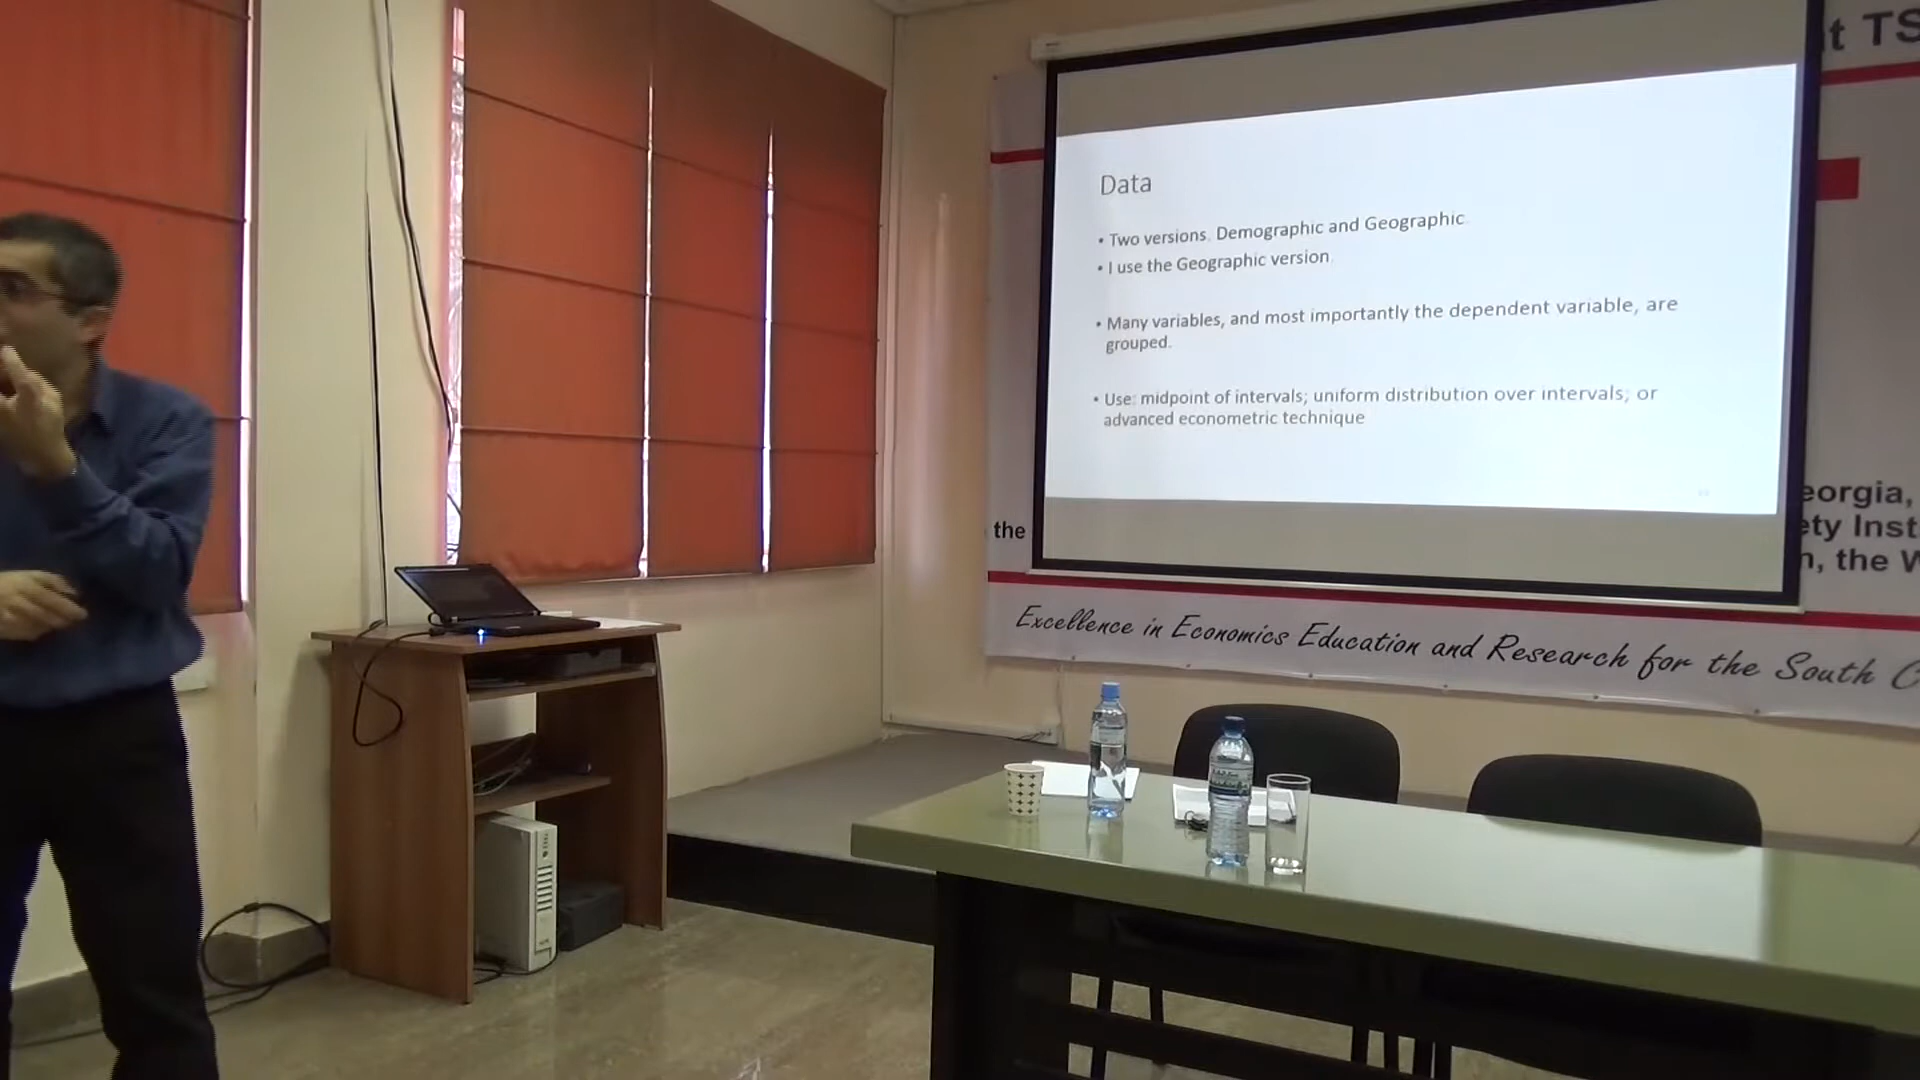 t TS
Data
• Two versions. Demographic and Geographic.
• I use the Geographic version.
• Many variables, and most importantly the dependent variable, are
grouped.
• Use: midpoint of intervals; uniform distribution over intervals; or
advanced econometric technique
eorgia,
the
ety Inst
n, the W
Excellence in Economics Education and Research for the South C